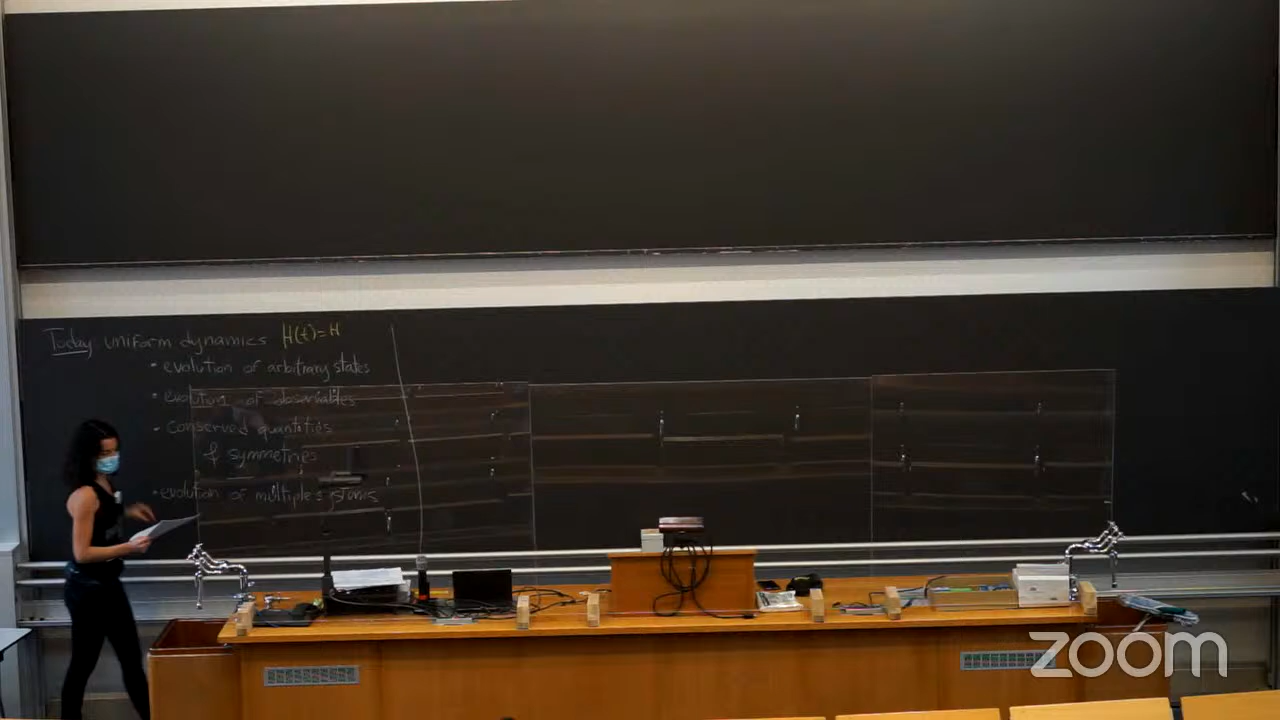 Today uniform dynamics H(t)=H
• evolution of arbitrary states
• evolution of observables
• conserved quantities
& symmetries
• evolution of multiple systems
zoom